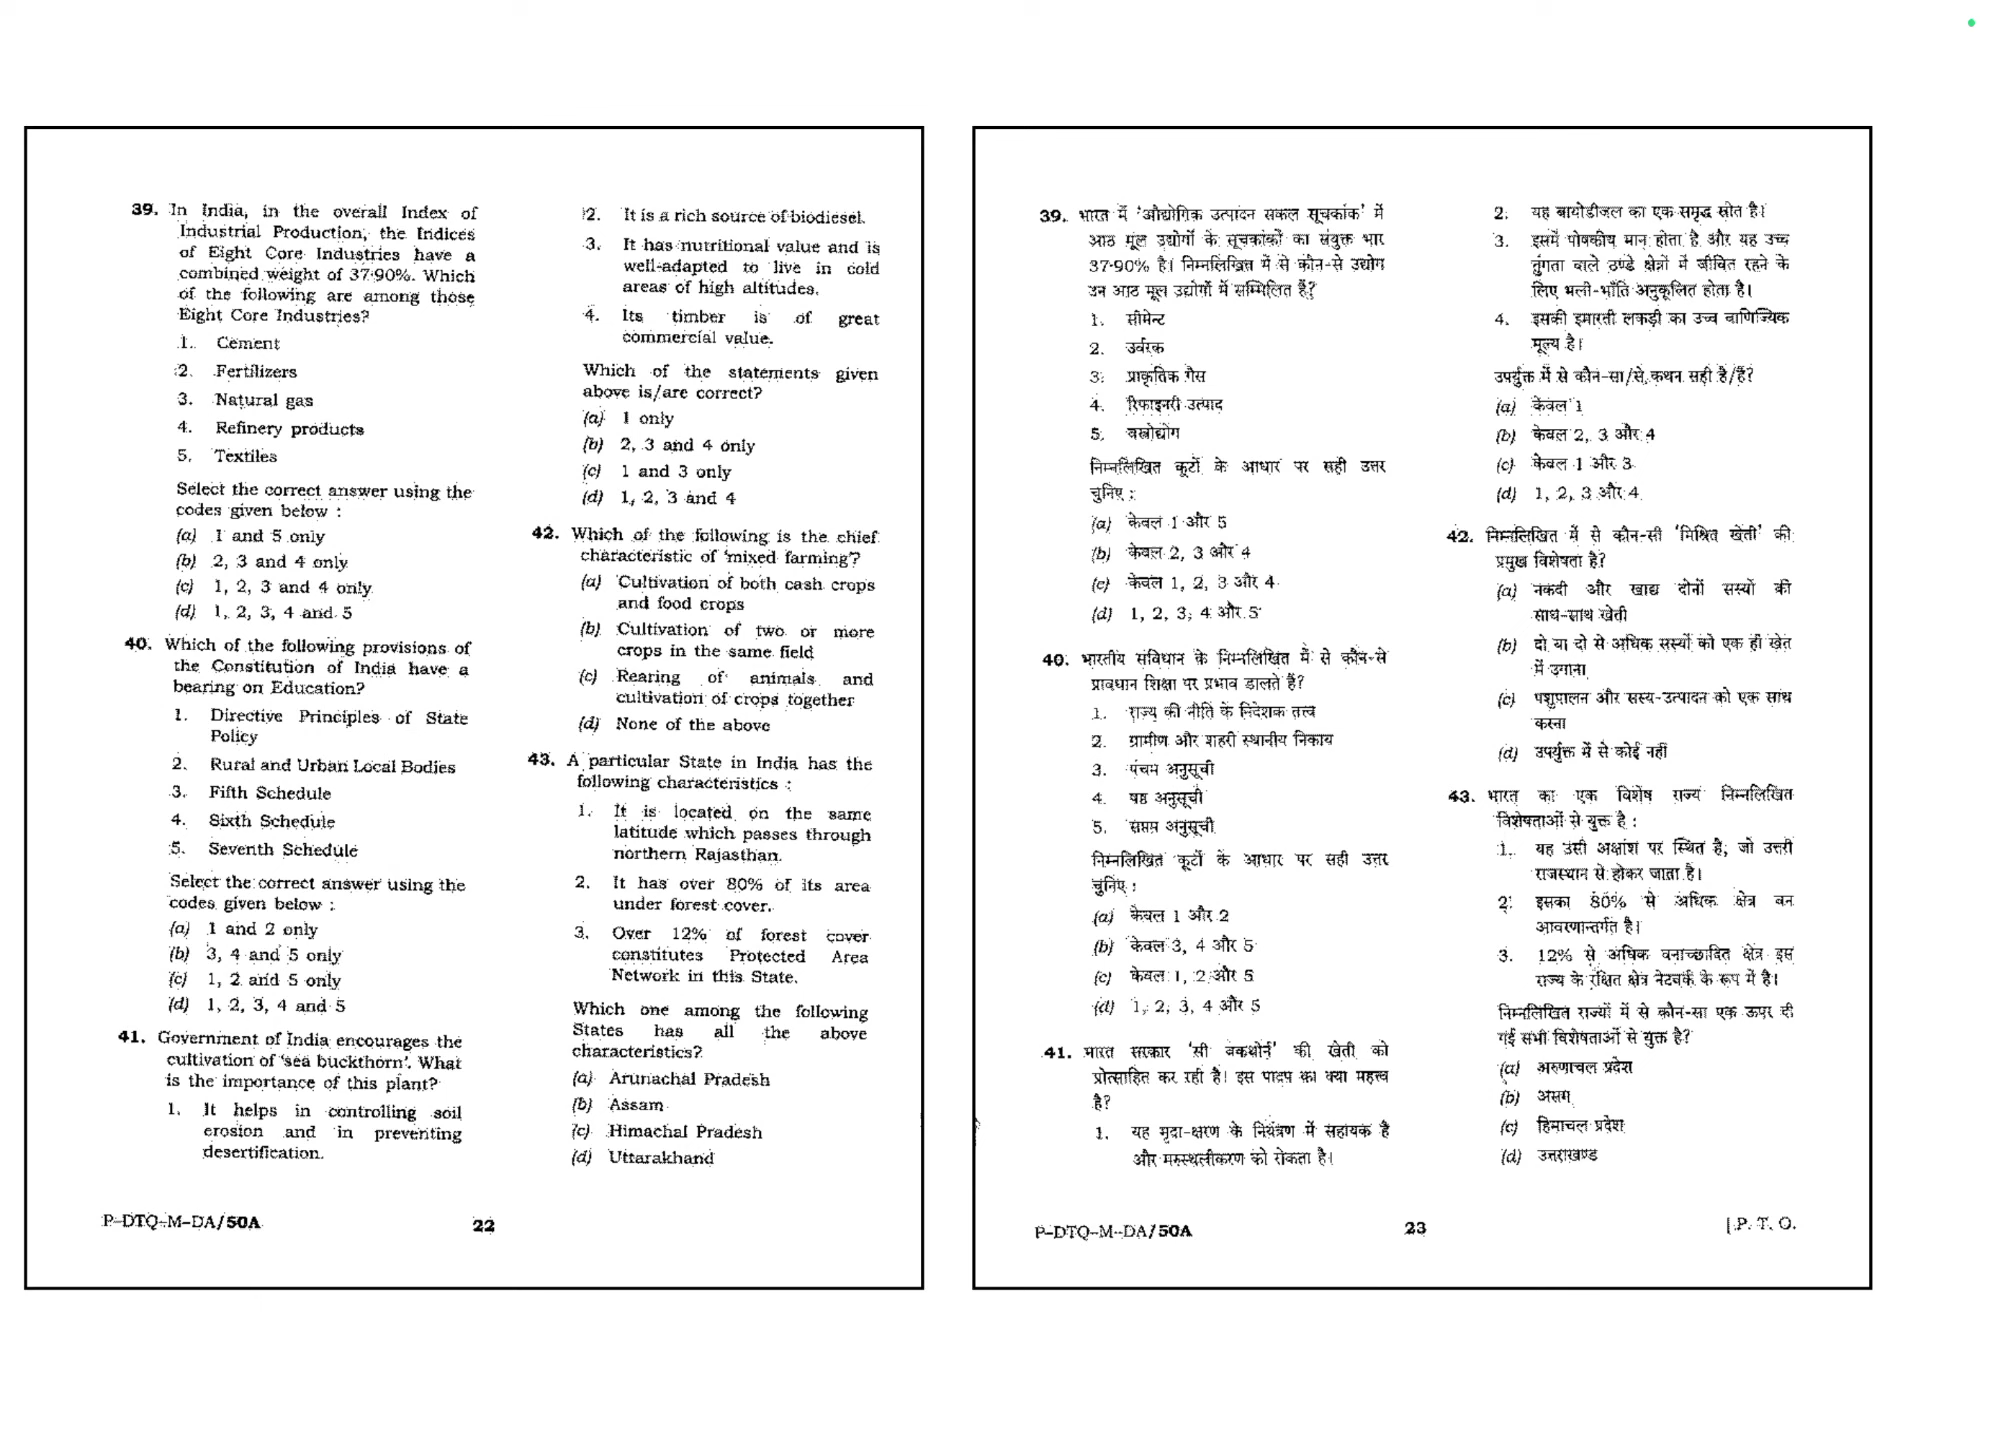 39. In India, in the overall Index of
Industrial Production, the Indices
of Eight Core Industries have a
combined weight of 37·90%. Which
of the following are among those
Eight Core Industries?
1. Cement
2. Fertilizers
3. Natural gas
4. Refinery products
5. Textiles
Select the correct answer using the
codes given below :
(a) 1 and 5 only
(b) 2, 3 and 4 only
(c) 1, 2, 3 and 4 only
(d) 1, 2, 3, 4 and 5
40. Which of the following provisions of
the Constitution of India have a
bearing on Education?
1. Directive Principles of State
Policy
2. Rural and Urban Local Bodies
3. Fifth Schedule
4. Sixth Schedule
5. Seventh Schedule
Select the correct answer using the
codes given below :
(a) 1 and 2 only
(b) 3, 4 and 5 only
(c) 1, 2 and 5 only
(d) 1, 2, 3, 4 and 5
41. Government of India encourages the
cultivation of 'sea buckthorn'. What
is the importance of this plant?
1. It helps in controlling soil
erosion and in preventing
desertification.
2. It is a rich source of biodiesel.
3. It has nutritional value and is
well-adapted to live in cold
areas of high altitudes.
4. Its timber is of great
commercial value.
Which of the statements given
above is/are correct?
(a) 1 only
(b) 2, 3 and 4 only
(c) 1 and 3 only
(d) 1, 2, 3 and 4
42. Which of the following is the chief
characteristic of 'mixed farming'?
(a) Cultivation of both cash crops
and food crops
(b) Cultivation of two or more
crops in the same field
(c) Rearing of animals and
cultivation of crops together
(d) None of the above
43. A particular State in India has the
following characteristics :
1. It is located on the same
latitude which passes through
northern Rajasthan.
2. It has over 80% of its area
under forest cover.
3. Over 12% of forest cover
constitutes Protected Area
Network in this State.
Which one among the following
States has all the above
characteristics?
(a) Arunachal Pradesh
(b) Assam
(c) Himachal Pradesh
(d) Uttarakhand
P-DTQ-M-DA/50A
22
39. भारत में 'औद्योगिक उत्पादन सकल सूचकांक' में
आठ मूल उद्योगों के सूचकांकों का संयुक्त भार
37·90% है। निम्नलिखित में से कौन-से उद्योग
उन आठ मूल उद्योगों में सम्मिलित हैं?
1. सीमेन्ट
2. उर्वरक
3. प्राकृतिक गैस
4. रिफाइनरी उत्पाद
5. वस्त्रोद्योग
निम्नलिखित कूटों के आधार पर सही उत्तर
चुनिए :
(a) केवल 1 और 5
(b) केवल 2, 3 और 4
(c) केवल 1, 2, 3 और 4
(d) 1, 2, 3, 4 और 5
40. भारतीय संविधान के निम्नलिखित में से कौन-से
प्रावधान शिक्षा पर प्रभाव डालते हैं?
1. राज्य की नीति के निदेशक तत्त्व
2. ग्रामीण और शहरी स्थानीय निकाय
3. पंचम अनुसूची
4. षष्ठ अनुसूची
5. सप्तम अनुसूची
निम्नलिखित कूटों के आधार पर सही उत्तर
चुनिए :
(a) केवल 1 और 2
(b) केवल 3, 4 और 5
(c) केवल 1, 2 और 5
(d) 1, 2, 3, 4 और 5
41. भारत सरकार 'सी बकथोर्न' की खेती को
प्रोत्साहित कर रही है। इस पादप का क्या महत्त्व
है?
1. यह मृदा-क्षरण के नियंत्रण में सहायक है
और मरुस्थलीकरण को रोकता है।
2. यह बायोडीजल का एक समृद्ध स्रोत है।
3. इसमें पोषकीय मान होता है और यह उच्च
तुंगता वाले ठण्डे क्षेत्रों में जीवित रहने के
लिए भली-भाँति अनुकूलित होता है।
4. इसकी इमारती लकड़ी का उच्च वाणिज्यिक
मूल्य है।
उपर्युक्त में से कौन-सा/से कथन सही है/हैं?
(a) केवल 1
(b) केवल 2, 3 और 4
(c) केवल 1 और 3
(d) 1, 2, 3 और 4
42. निम्नलिखित में से कौन-सी 'मिश्रित खेती' की
प्रमुख विशेषता है?
(a) नकदी और खाद्य दोनों सस्यों की
साथ-साथ खेती
(b) दो या दो से अधिक सस्यों को एक ही खेत
में उगाना
(c) पशुपालन और सस्य-उत्पादन को एक साथ
करना
(d) उपर्युक्त में से कोई नहीं
43. भारत का एक विशेष राज्य निम्नलिखित
विशेषताओं से युक्त है :
1. यह उसी अक्षांश पर स्थित है, जो उत्तरी
राजस्थान से होकर जाता है।
2. इसका 80% से अधिक क्षेत्र वन
आवरणान्तर्गत है।
3. 12% से अधिक वनाच्छादित क्षेत्र इस
राज्य के रक्षित क्षेत्र नेटवर्क के रूप में है।
निम्नलिखित राज्यों में से कौन-सा एक ऊपर दी
गई सभी विशेषताओं से युक्त है?
(a) अरुणाचल प्रदेश
(b) असम
(c) हिमाचल प्रदेश
(d) उत्तराखण्ड
P-DTQ-M-DA/50A
23
[ P. T. O.